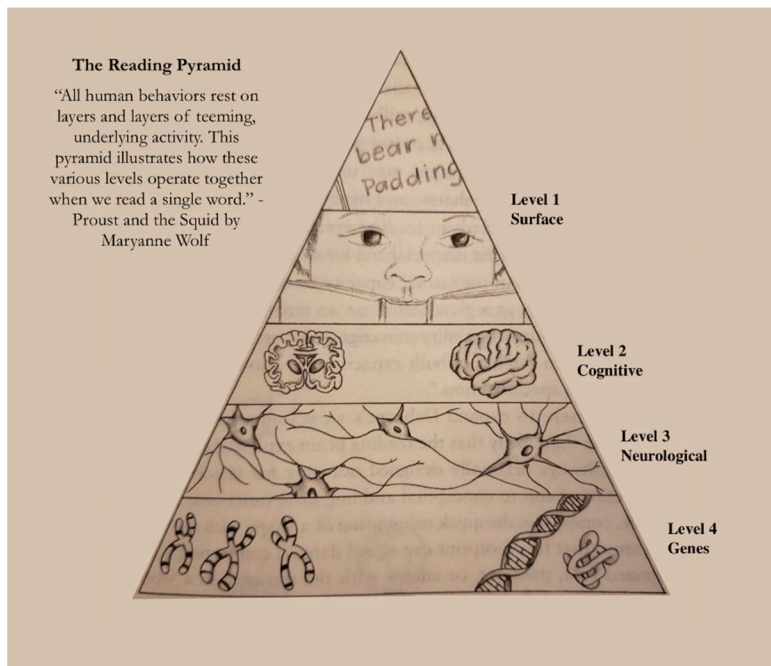 The Reading Pyramid
“All human behaviors rest on
layers and layers of teeming,
underlying activity. This
pyramid illustrates how these
various levels operate together
when we read a single word.” -
Proust and the Squid by
Maryanne Wolf
There
bear n
Padding
Level 1
Surface
Level 2
Cognitive
Level 3
Neurological
Level 4
Genes